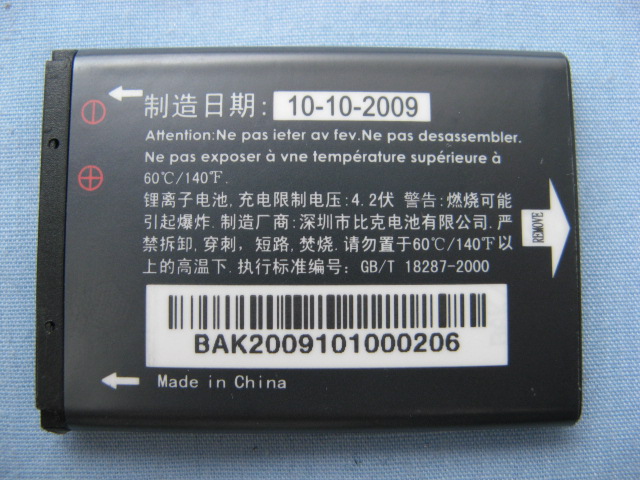 制造日期: 10-10-2009
Attention:Ne pas ieter av fev.Ne pas desassembler.
Ne pas exposer à vne température supérieure à
60℃/140℉.
锂离子电池, 充电限制电压: 4.2伏 警告: 燃烧可能
引起爆炸. 制造厂商: 深圳市比克电池有限公司. 严
禁拆卸, 穿刺, 短路, 焚烧. 请勿置于60℃/140℉以
上的高温下. 执行标准编号: GB/T 18287-2000
REMOVE
BAK2009101000206
Made in China